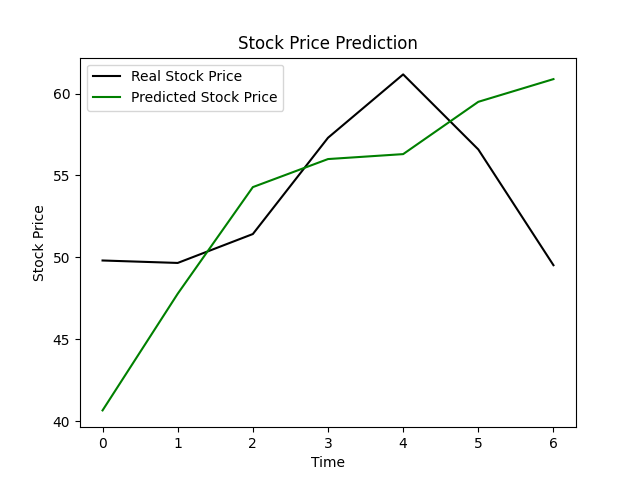 Stock Price Prediction
Real Stock Price
Predicted Stock Price
60
55
50
45
40
Stock Price
0 1 2 3 4 5 6
Time